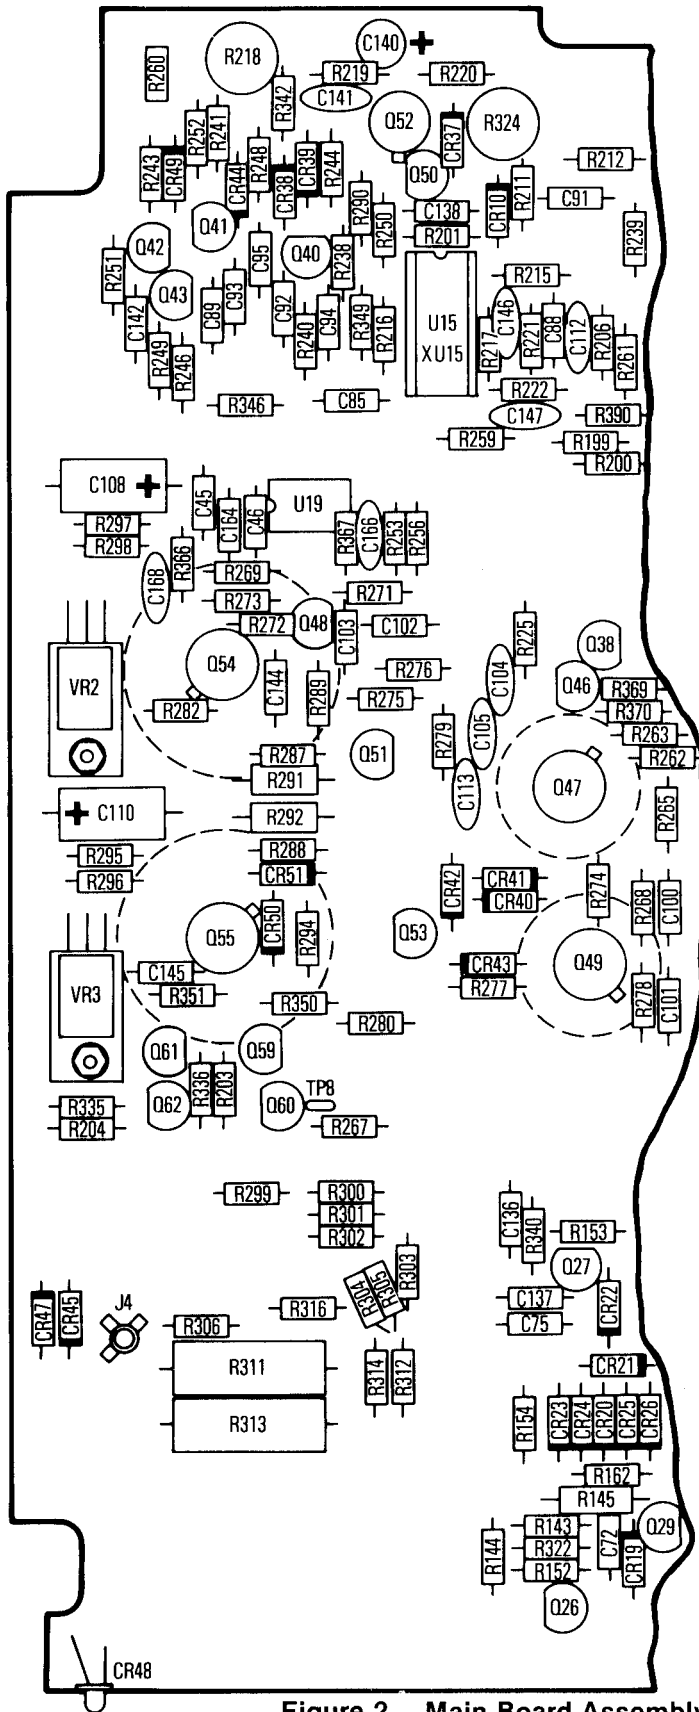 C140 +
R260
R218
R219
R220
R342
C141
R252
R241
Q52
CR37
R324
R243
CR49
CR44
R248
CR38
CR39
R244
Q50
R212
R290
R250
C138
CR10
R211
C91
Q41
R201
R239
Q42
R251
C95
Q40
R238
Q43
C142
C89
C93
C92
R240
C94
R349
R216
U15
XU15
R215
R217
C146
R221
C88
C112
R206
R261
R249
R246
R222
R346
C85
C147
R390
R259
R199
R200
C108 +
C45
C164
C46
U19
R297
R298
R367
C166
R253
R256
C168
R366
R269
R273
R271
R272
Q48
C103
C102
R225
Q38
Q54
C144
R289
R276
C104
Q46
VR2
R282
R275
R369
R370
R279
C105
R263
R287
Q51
R262
R291
C113
Q47
+ C110
R292
R265
R295
R288
R296
CR51
CR42
CR41
CR40
R274
R268
C100
Q55
CR50
R294
Q53
CR43
Q49
C145
R277
R278
C101
VR3
R351
R350
R280
Q61
Q59
R336
R203
Q62
Q60
TP8
R335
R204
R267
R299
R300
R301
R302
C136
R340
R153
R303
Q27
CR47
CR45
J4
R304
R305
R316
C137
CR22
R306
C75
R311
R314
R312
CR21
R313
R154
CR23
CR24
CR20
CR25
CR26
R162
R145
R143
Q29
R144
R322
C72
CR19
R152
Q26
CR48
Figure 2. Main Board Assembly